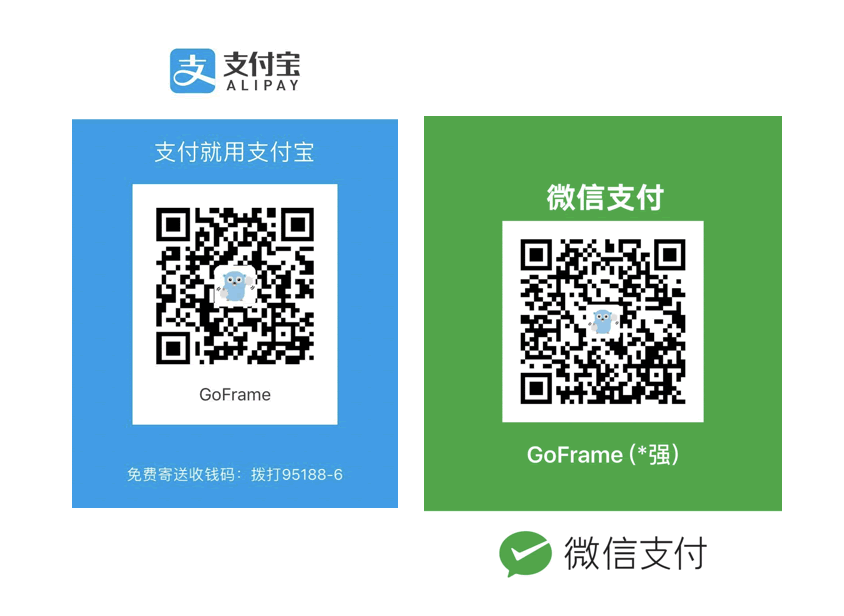 支付宝
ALIPAY
支付就用支付宝
GoFrame
免费寄送收钱码：拨打95188-6
微信支付
GoFrame (*强)
微信支付